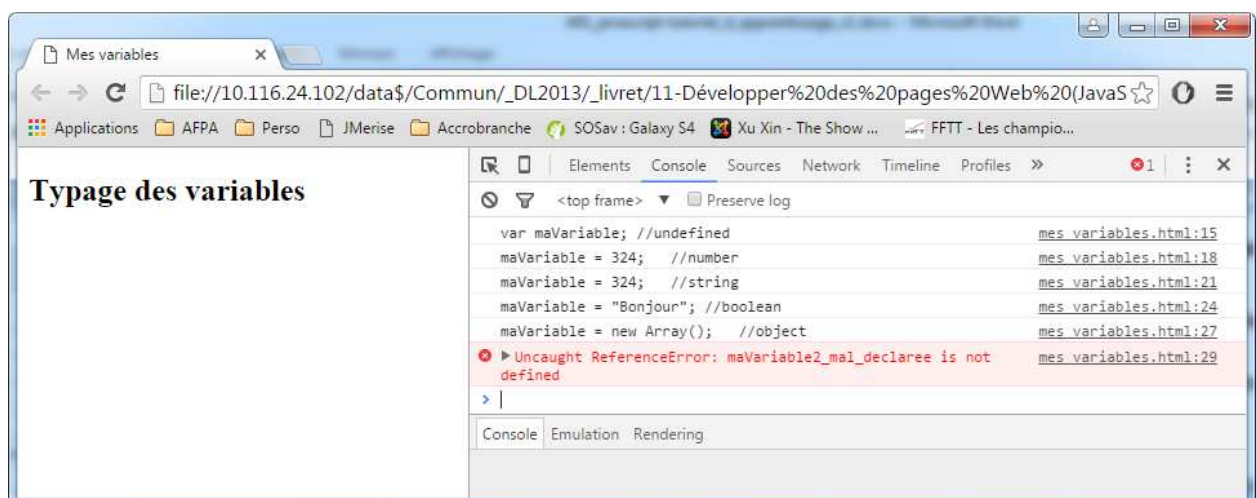 Mes variables
file://10.116.24.102/data$/Commun/_DL2013/_livret/11-Développer%20des%20pages%20Web%20(JavaS
Applications AFPA Perso JMerise Accrobranche SOSav : Galaxy S4 Xu Xin - The Show ... FFTT - Les champio...
Typage des variables
Elements Console Sources Network Timeline Profiles » 1
<top frame> ▼ Preserve log
var maVariable; //undefined mes variables.html:15
maVariable = 324; //number mes variables.html:18
maVariable = 324; //string mes variables.html:21
maVariable = "Bonjour"; //boolean mes variables.html:24
maVariable = new Array(); //object mes variables.html:27
Uncaught ReferenceError: maVariable2_mal_declaree is not mes variables.html:29
defined
>
Console Emulation Rendering